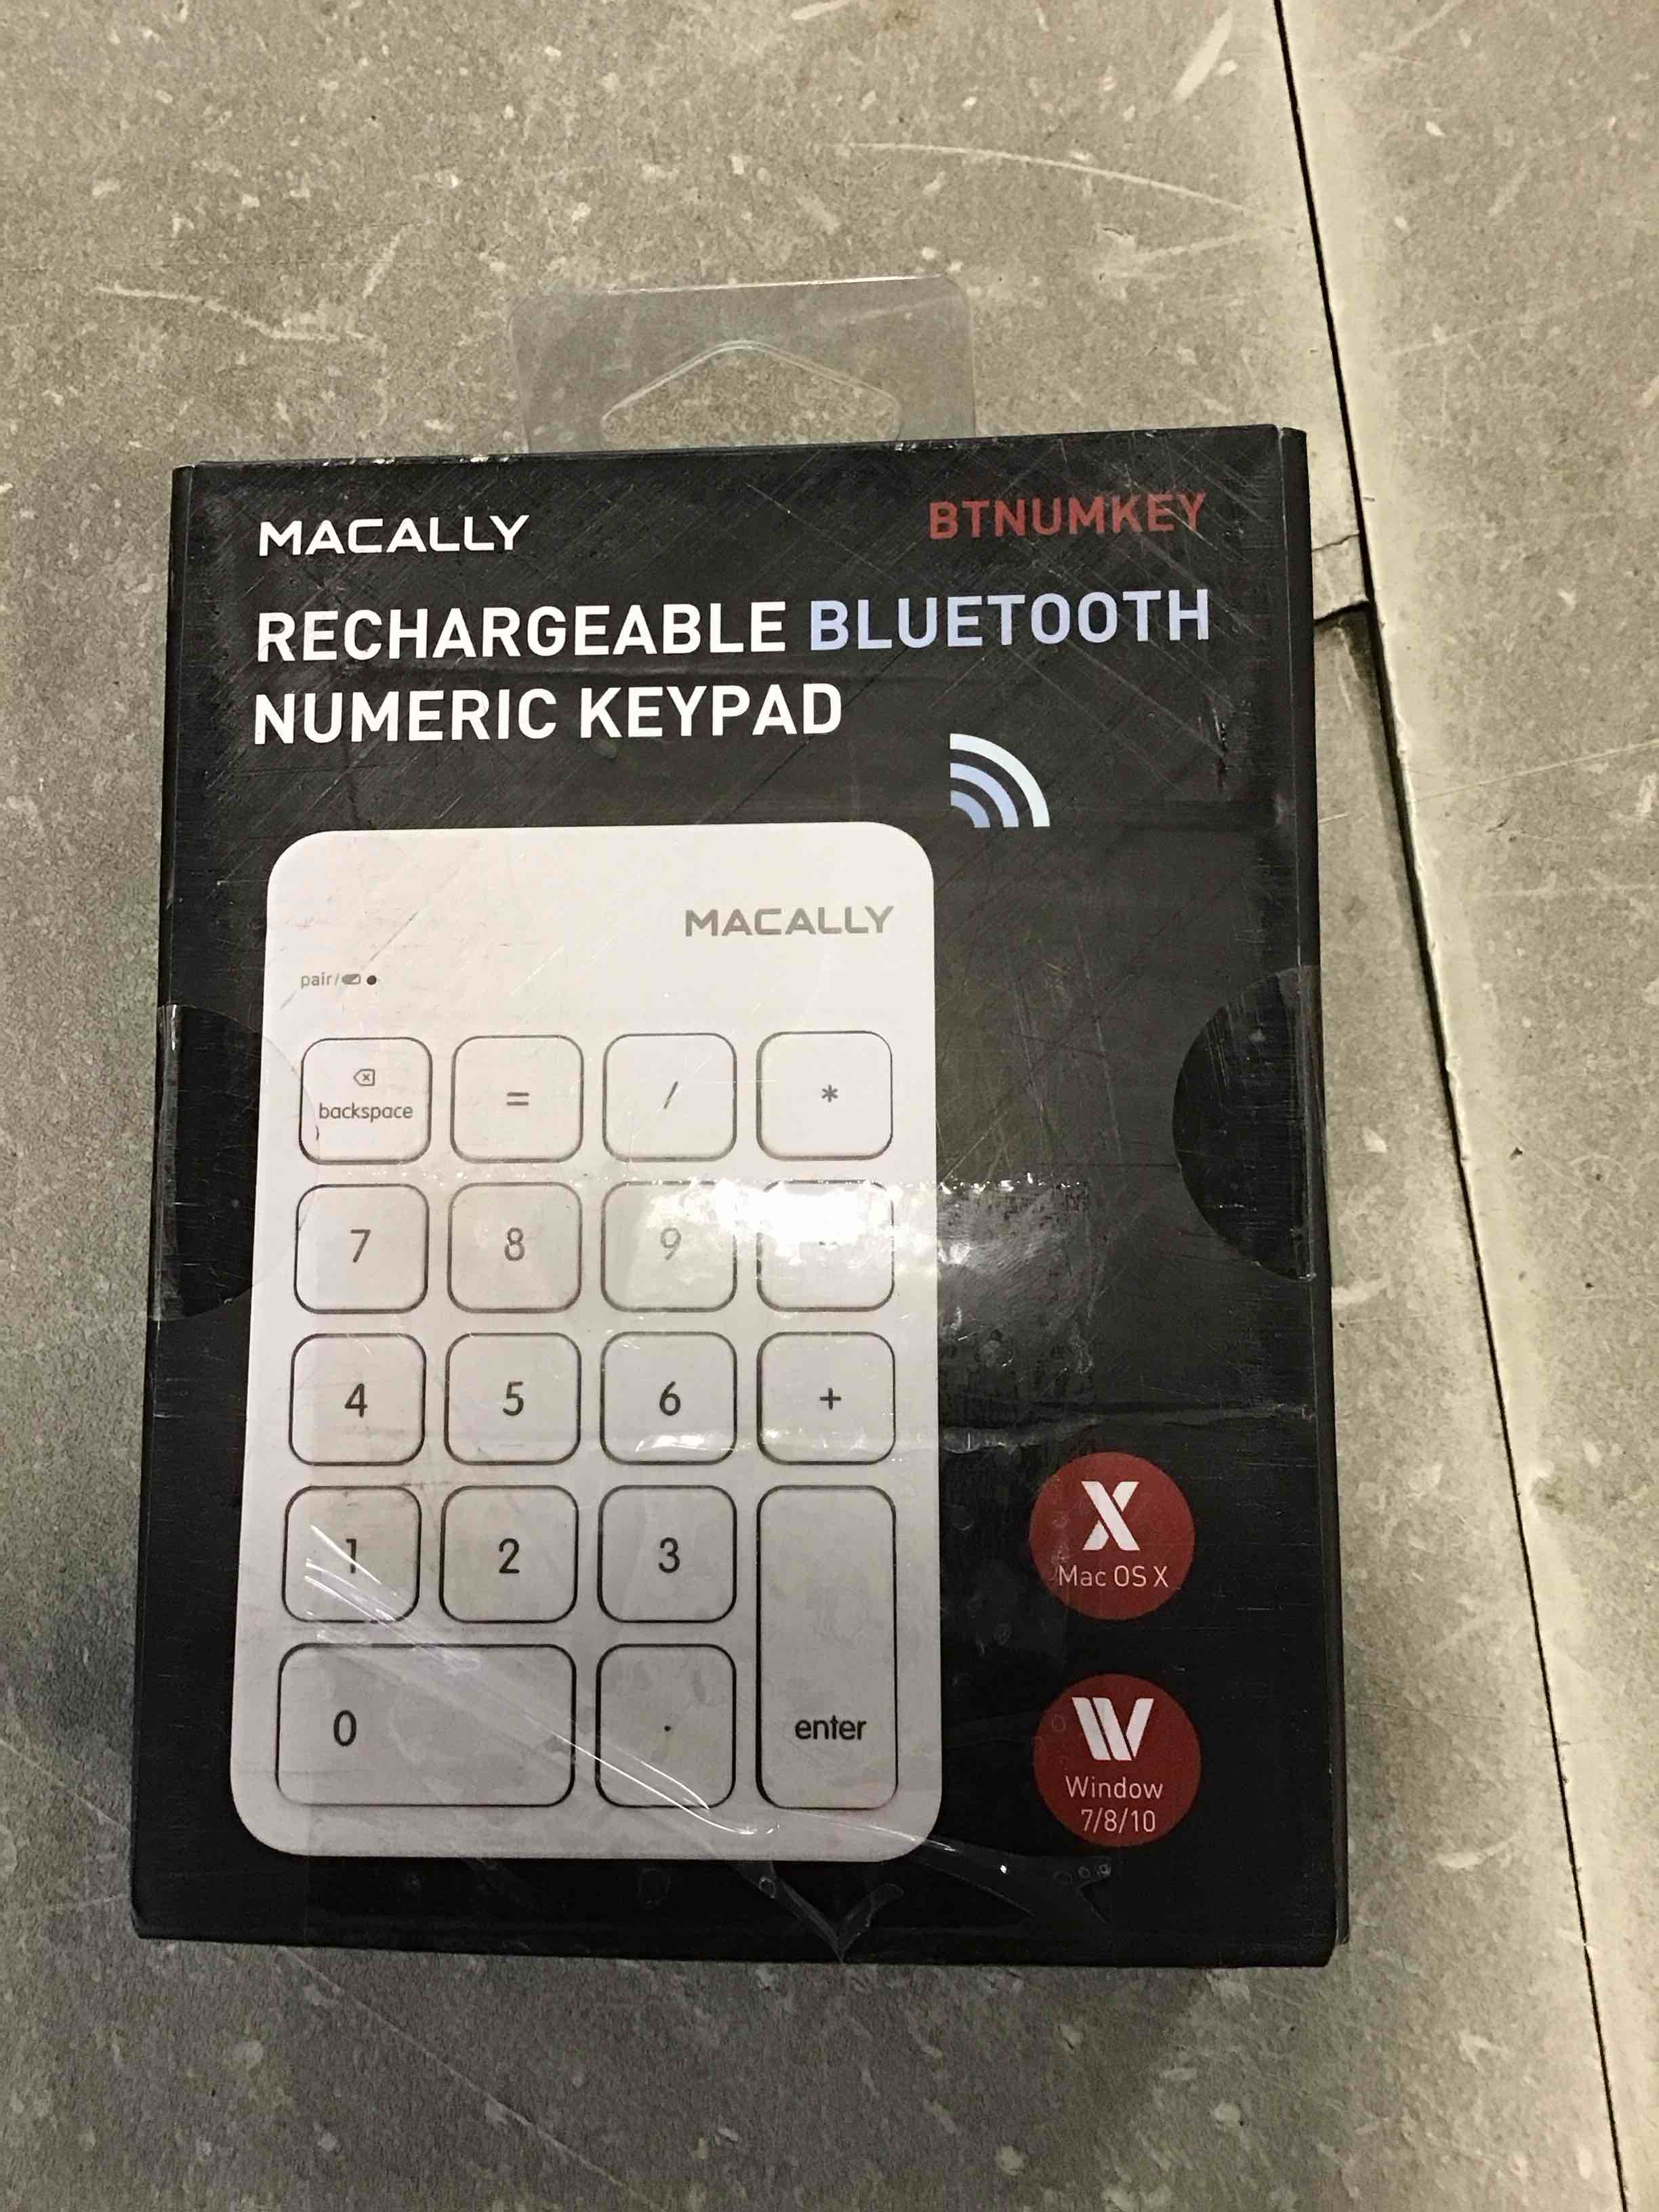 MACALLY
BTNUMKEY
RECHARGEABLE BLUETOOTH
NUMERIC KEYPAD
MACALLY
pair/
backspace = / *
7 8 9 -
4 5 6 +
1 2 3
0 . enter
X
Mac OS X
W
Window
7/8/10